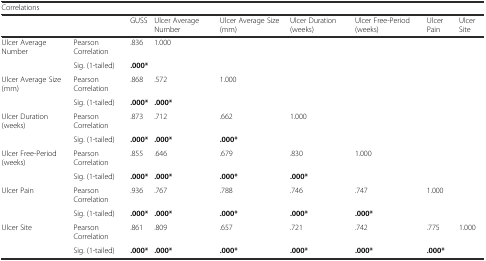 Correlations
GUSS Ulcer Average Number Ulcer Average Size (mm) Ulcer Duration (weeks) Ulcer Free-Period (weeks) Ulcer Pain Ulcer Site
Ulcer Average Number Pearson Correlation .836 1.000
Sig. (1-tailed) .000*
Ulcer Average Size (mm) Pearson Correlation .868 .572 1.000
Sig. (1-tailed) .000* .000*
Ulcer Duration (weeks) Pearson Correlation .873 .712 .662 1.000
Sig. (1-tailed) .000* .000* .000*
Ulcer Free-Period (weeks) Pearson Correlation .855 .646 .679 .830 1.000
Sig. (1-tailed) .000* .000* .000* .000*
Ulcer Pain Pearson Correlation .936 .767 .788 .746 .747 1.000
Sig. (1-tailed) .000* .000* .000* .000* .000*
Ulcer Site Pearson Correlation .861 .809 .657 .721 .742 .775 1.000
Sig. (1-tailed) .000* .000* .000* .000* .000* .000*